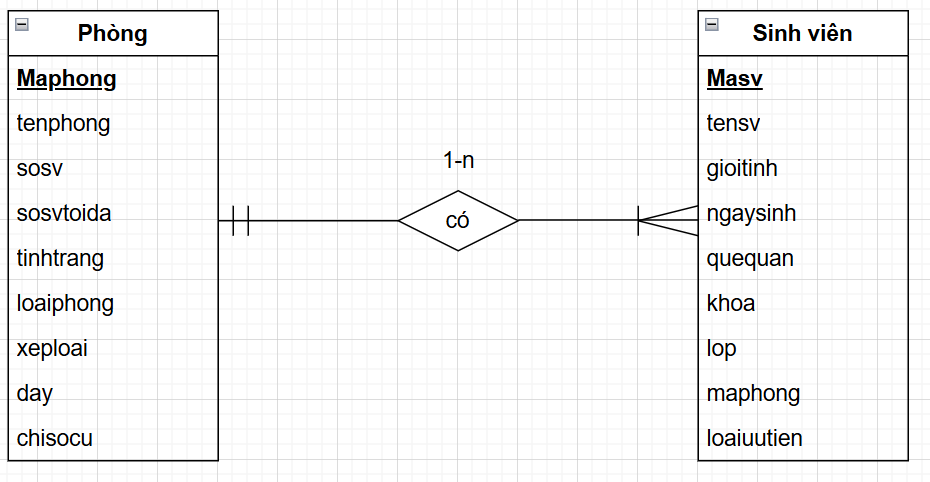 Phòng
Maphong
tenphong
sosv
sosvtoida
tinhtrang
loaiphong
xeploai
day
chisocu
1-n
có
Sinh viên
Masv
tensv
gioitinh
ngaysinh
quequan
khoa
lop
maphong
loaiuutien